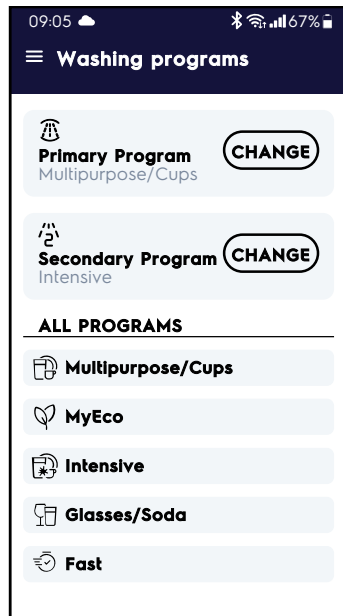 09:05 67%
Washing programs
Primary Program
Multipurpose/Cups
CHANGE
2
Secondary Program
Intensive
CHANGE
ALL PROGRAMS
Multipurpose/Cups
MyEco
Intensive
Glasses/Soda
Fast